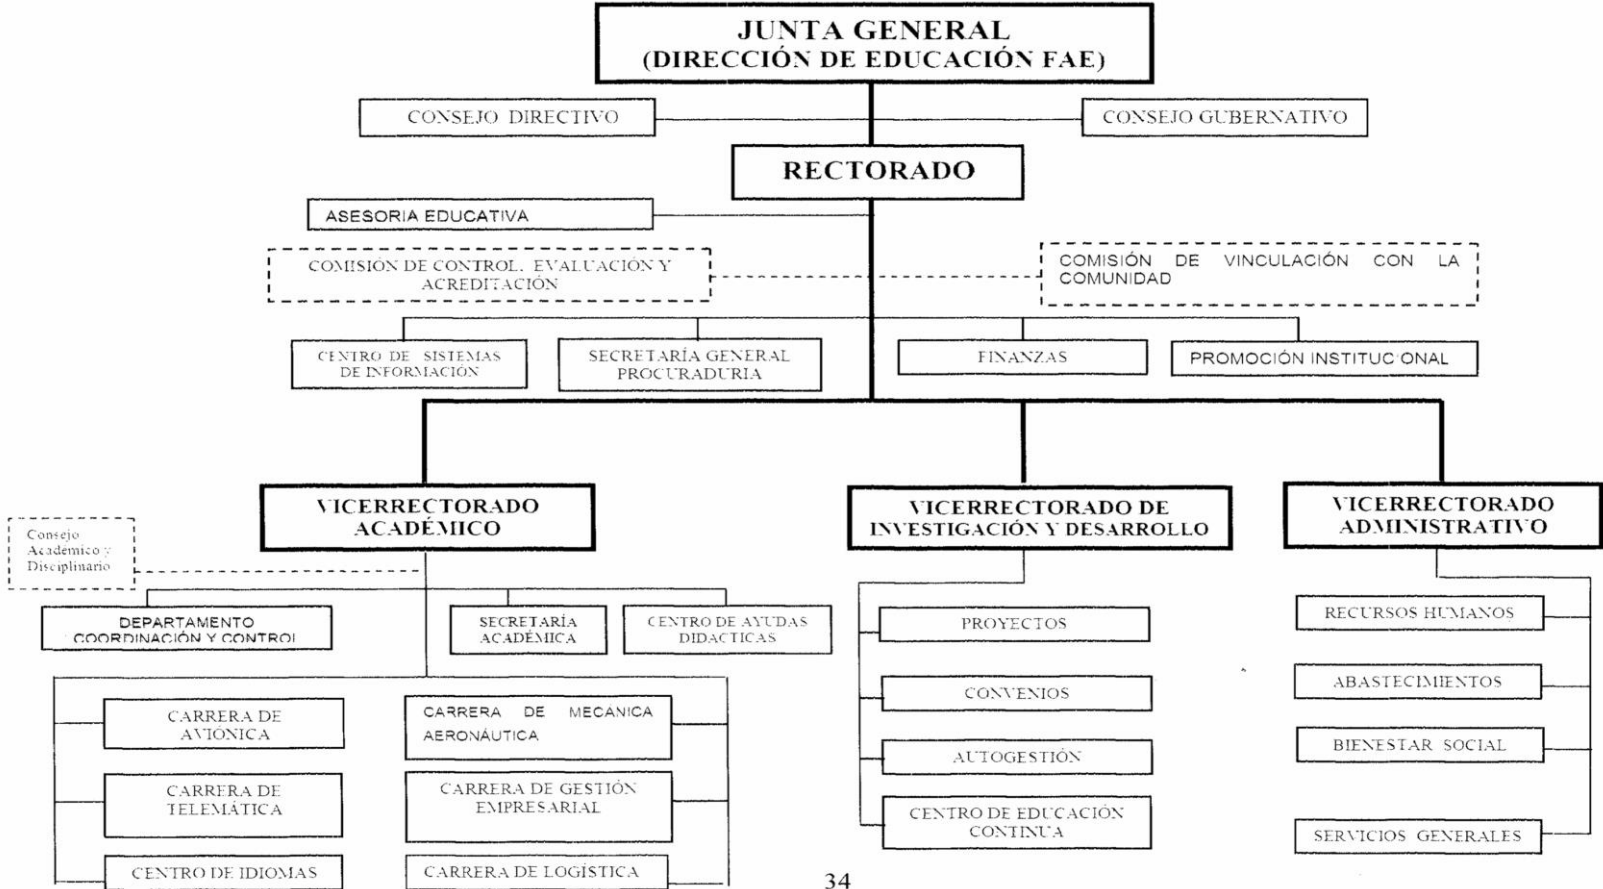 JUNTA GENERAL
(DIRECCIÓN DE EDUCACIÓN FAE)
CONSEJO DIRECTIVO
CONSEJO GUBERNATIVO
RECTORADO
ASESORIA EDUCATIVA
COMISIÓN DE CONTROL. EVALUACIÓN Y
ACREDITACIÓN
COMISIÓN DE VINCULACIÓN CON LA
COMUNIDAD
CENTRO DE SISTEMAS
DE INFORMACIÓN
SECRETARÍA GENERAL
PROCURADURIA
FINANZAS
PROMOCIÓN INSTITUCIONAL
VICERRECTORADO
ACADÉMICO
VICERRECTORADO DE
INVESTIGACIÓN Y DESARROLLO
VICERRECTORADO
ADMINISTRATIVO
Consejo
Académico y
Disciplinario
DEPARTAMENTO
COORDINACIÓN Y CONTROL
SECRETARÍA
ACADÉMICA
CENTRO DE AYUDAS
DIDACTICAS
CARRERA DE
AVIÓNICA
CARRERA DE MECANICA
AERONÁUTICA
CARRERA DE
TELEMÁTICA
CARRERA DE GESTIÓN
EMPRESARIAL
CENTRO DE IDIOMAS
CARRERA DE LOGÍSTICA
PROYECTOS
CONVENIOS
AUTOGESTIÓN
CENTRO DE EDUCACIÓN
CONTINUA
RECURSOS HUMANOS
ABASTECIMIENTOS
BIENESTAR SOCIAL
SERVICIOS GENERALES
34